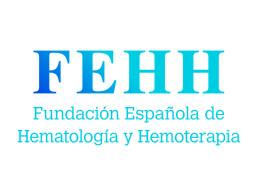 FEHH
Fundación Española de
Hematología y Hemoterapia